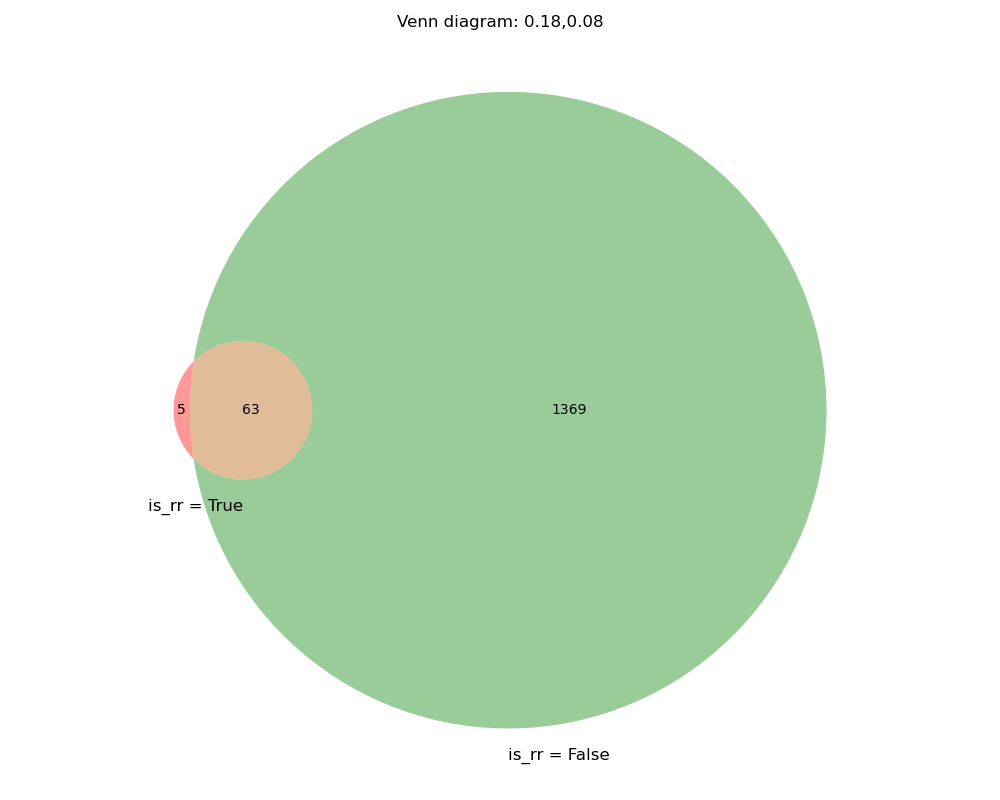 Venn diagram: 0.18,0.08
5
63
1369
is_rr = True
is_rr = False